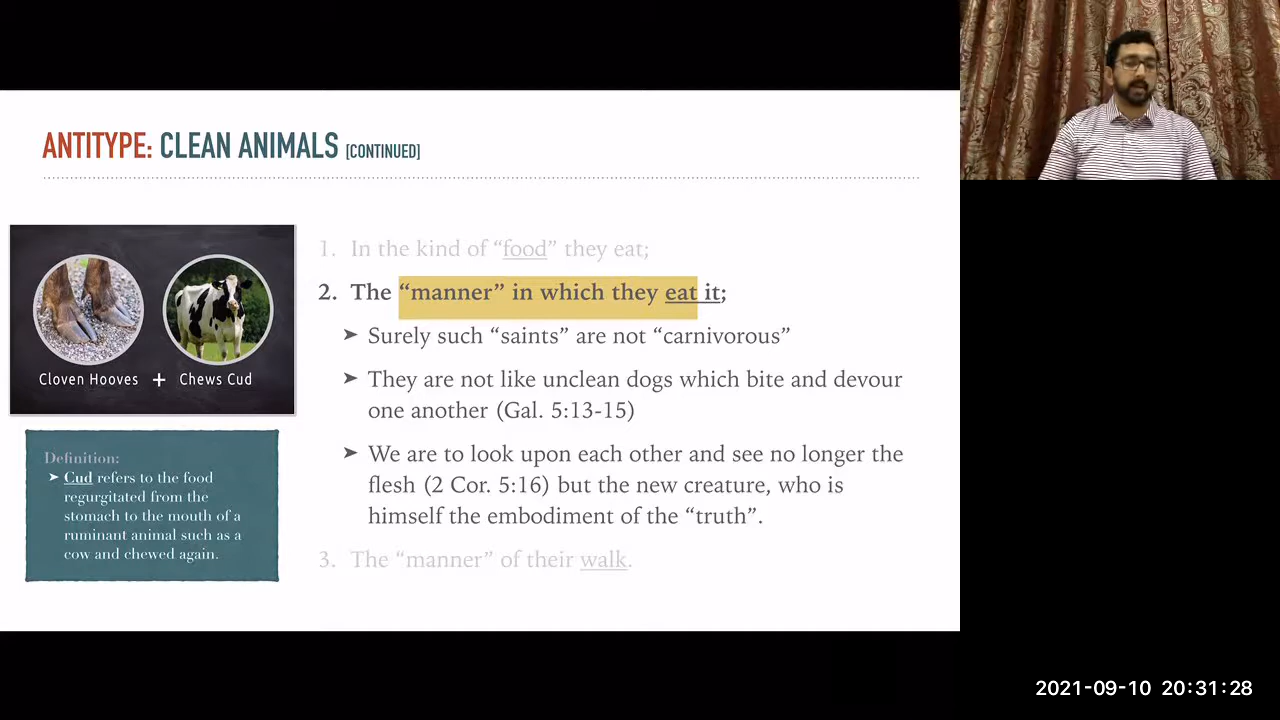 ANTITYPE: CLEAN ANIMALS [CONTINUED]
Cloven Hooves + Chews Cud
Definition:
➤ Cud refers to the food
regurgitated from the
stomach to the mouth of a
ruminant animal such as a
cow and chewed again.
1. In the kind of “food” they eat;
2. The “manner” in which they eat it;
➤ Surely such “saints” are not “carnivorous”
➤ They are not like unclean dogs which bite and devour
one another (Gal. 5:13-15)
➤ We are to look upon each other and see no longer the
flesh (2 Cor. 5:16) but the new creature, who is
himself the embodiment of the “truth”.
3. The “manner” of their walk.
2021-09-10 20:31:28